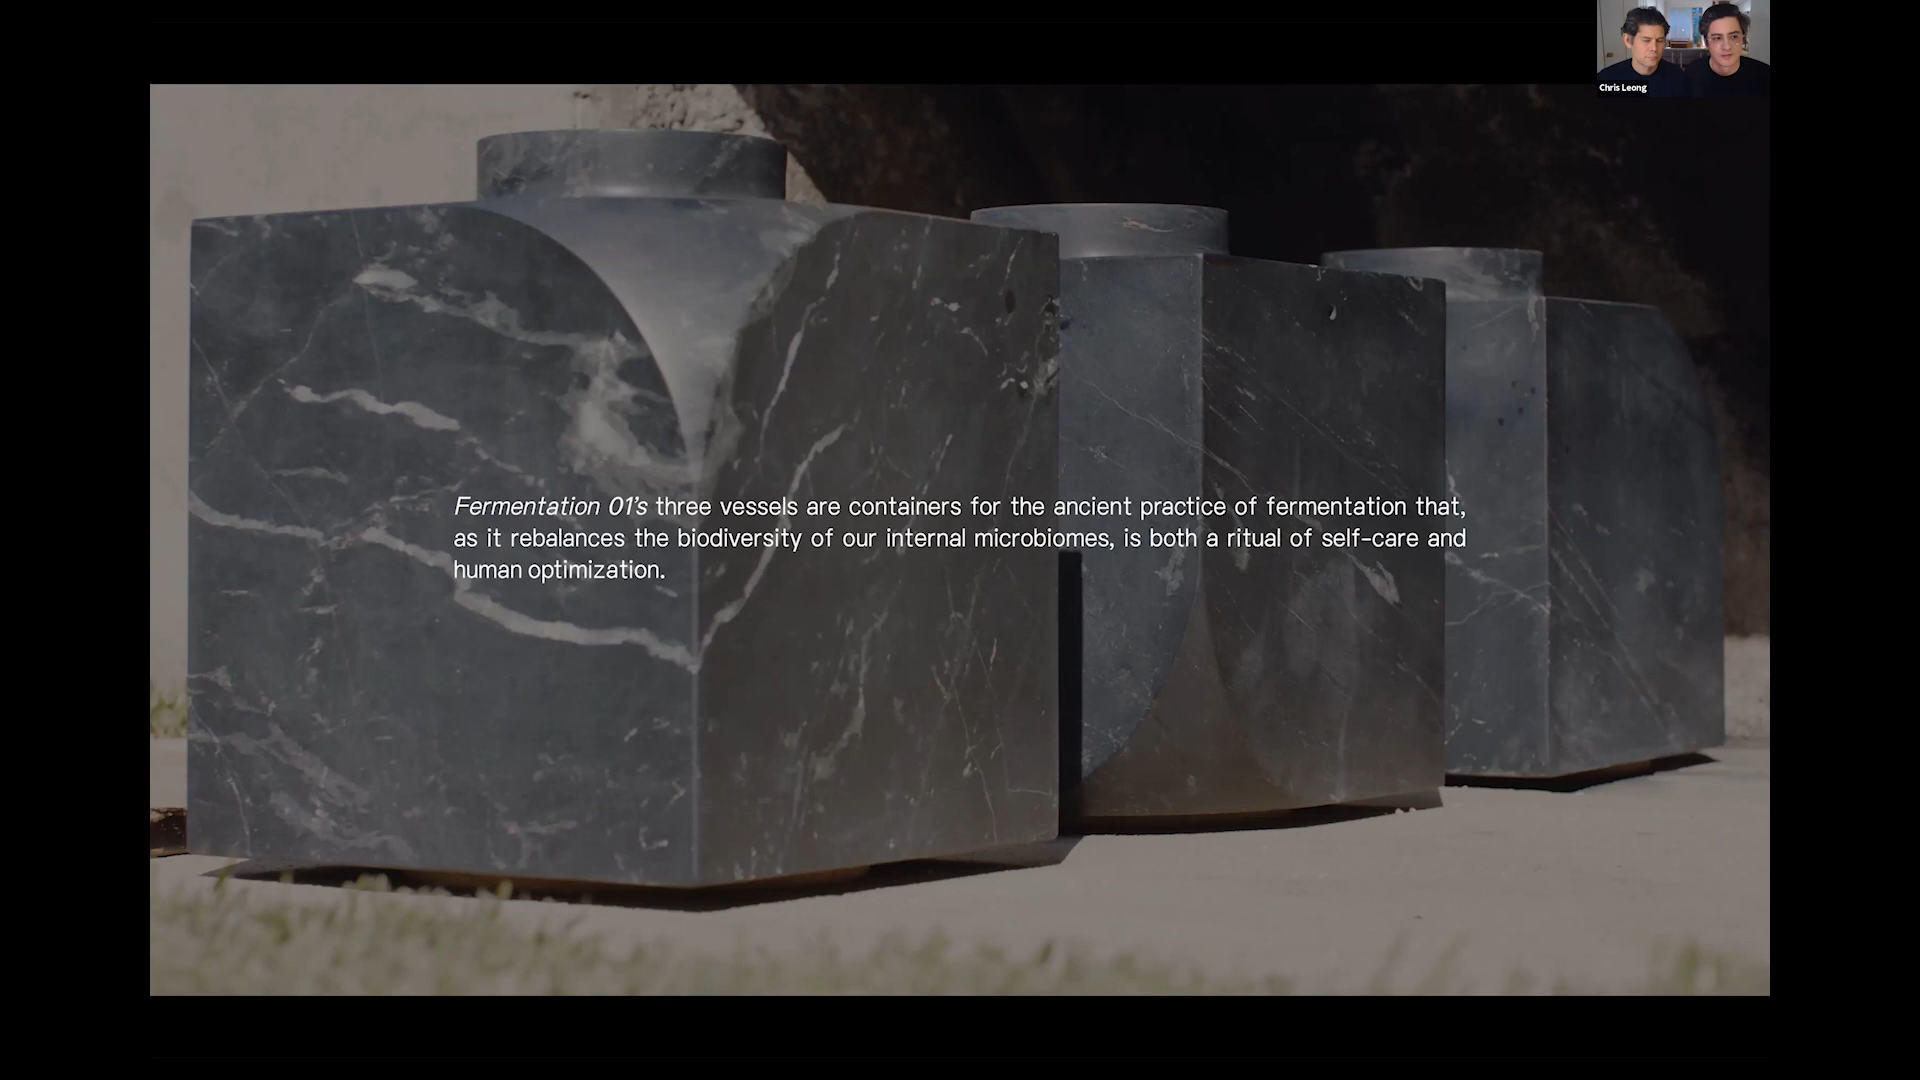 Chris Leong
Fermentation 01's three vessels are containers for the ancient practice of fermentation that,
as it rebalances the biodiversity of our internal microbiomes, is both a ritual of self-care and
human optimization.